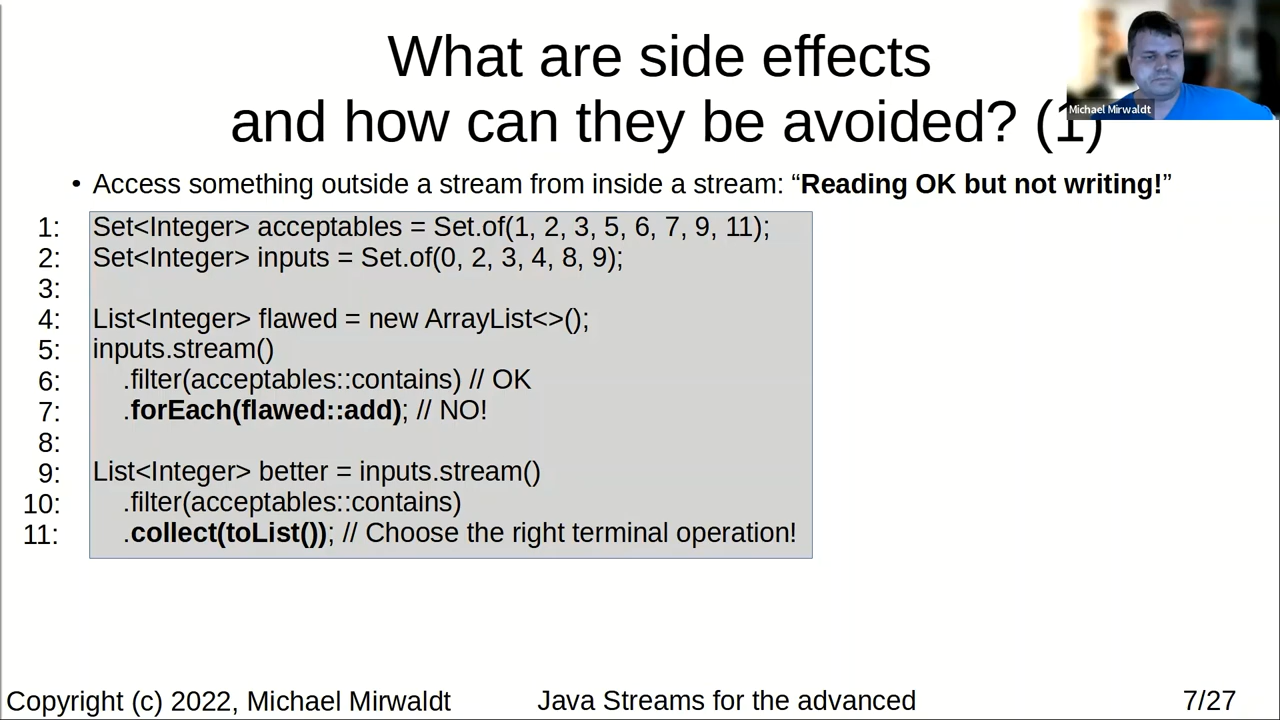 What are side effects
and how can they be avoided? (1)
Michael Mirwaldt
• Access something outside a stream from inside a stream: “Reading OK but not writing!”
1: Set<Integer> acceptables = Set.of(1, 2, 3, 5, 6, 7, 9, 11);
2: Set<Integer> inputs = Set.of(0, 2, 3, 4, 8, 9);
3:
4: List<Integer> flawed = new ArrayList<>();
5: inputs.stream()
6: .filter(acceptables::contains) // OK
7: .forEach(flawed::add); // NO!
8:
9: List<Integer> better = inputs.stream()
10: .filter(acceptables::contains)
11: .collect(toList()); // Choose the right terminal operation!
Copyright (c) 2022, Michael Mirwaldt Java Streams for the advanced 7/27